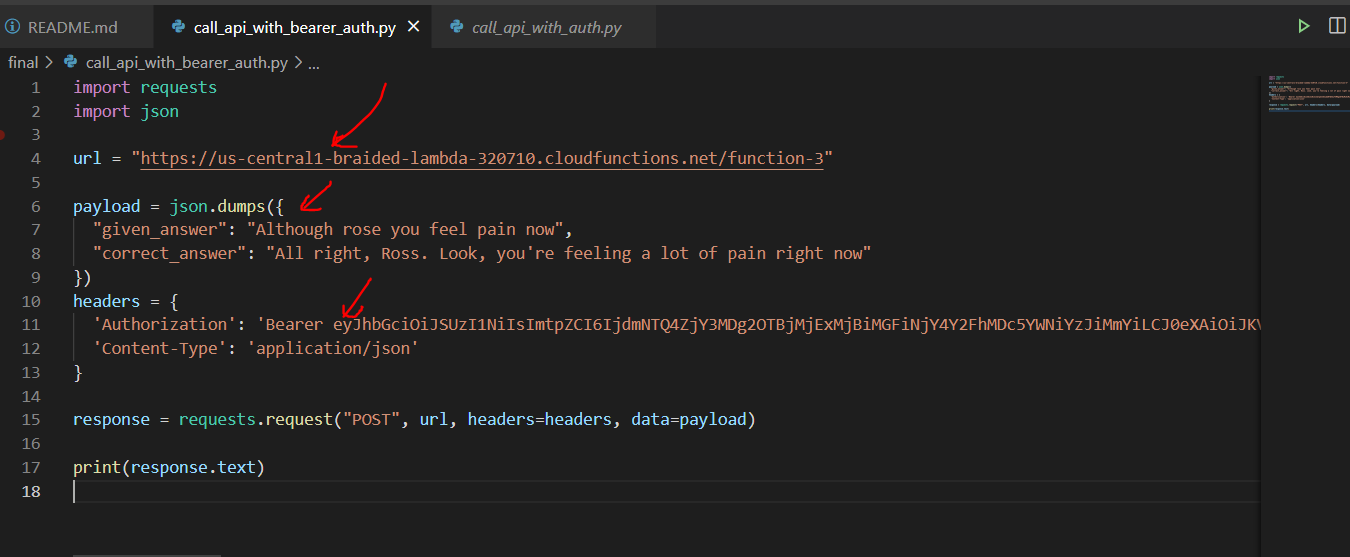 README.md call_api_with_bearer_auth.py call_api_with_auth.py
final > call_api_with_bearer_auth.py > ...
1 import requests
2 import json
3
4 url = "https://us-central1-braided-lambda-320710.cloudfunctions.net/function-3"
5
6 payload = json.dumps({
7 "given_answer": "Although rose you feel pain now",
8 "correct_answer": "All right, Ross. Look, you're feeling a lot of pain right now"
9 })
10 headers = {
11 'Authorization': 'Bearer eyJhbGciOiJSUzI1NiIsImtpZCI6IjdmNTQ4ZjY3MDg2OTBjMjExMjBiMGFiNjY4Y2FhMDc5YWNiYzJiMmYiLCJ0eXAiOiJKV
12 'Content-Type': 'application/json'
13 }
14
15 response = requests.request("POST", url, headers=headers, data=payload)
16
17 print(response.text)
18